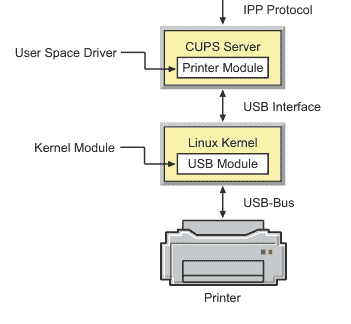 IPP Protocol
CUPS Server
User Space Driver
Printer Module
USB Interface
Linux Kernel
Kernel Module
USB Module
USB-Bus
Printer